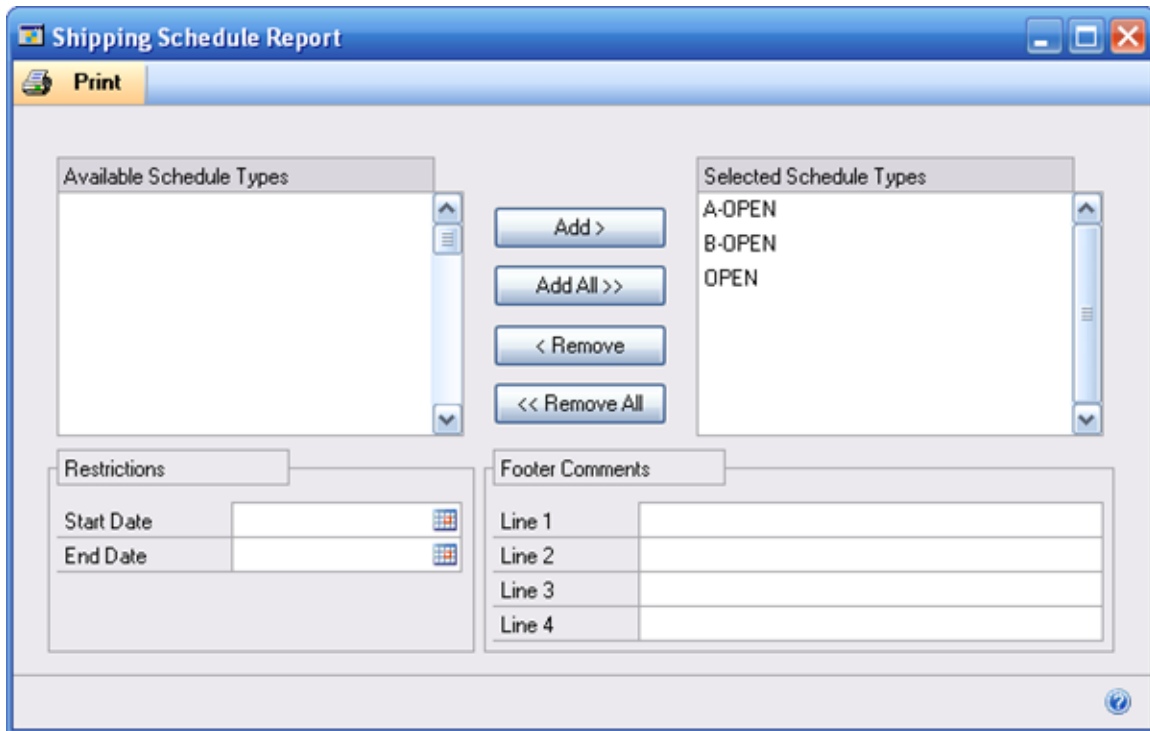 Shipping Schedule Report
Print
Available Schedule Types
Selected Schedule Types
A-OPEN
B-OPEN
OPEN
Add >
Add All >>
< Remove
<< Remove All
Restrictions
Start Date
End Date
Footer Comments
Line 1
Line 2
Line 3
Line 4